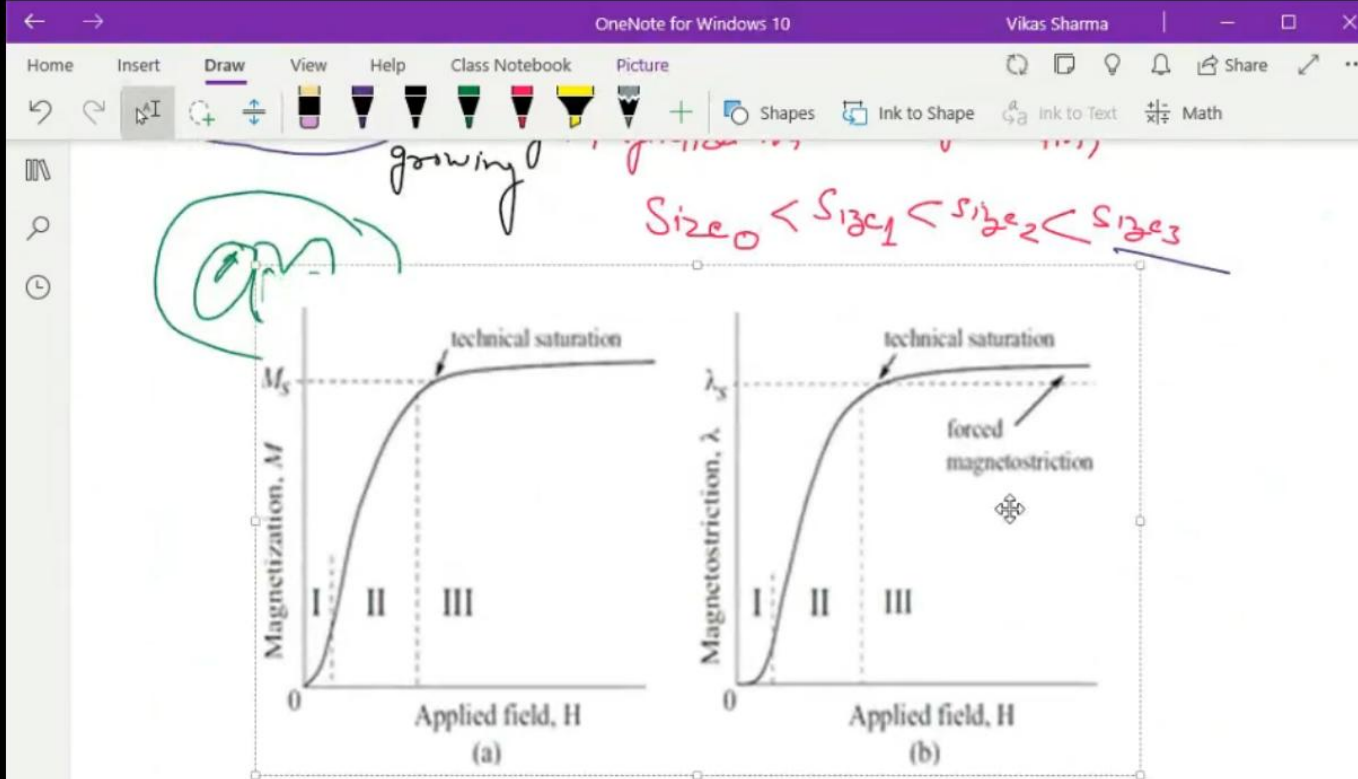 OneNote for Windows 10 Vikas Sharma
Home Insert Draw View Help Class Notebook Picture Share
Shapes Ink to Shape Ink to Text Math
growing
Size₀ < Size₁ < Size₂ < Size₃
technical saturation
Mₛ
Magnetization, M
I II III
0
Applied field, H
(a)
technical saturation
λₛ
forced
magnetostriction
Magnetostriction, λ
I II III
0
Applied field, H
(b)